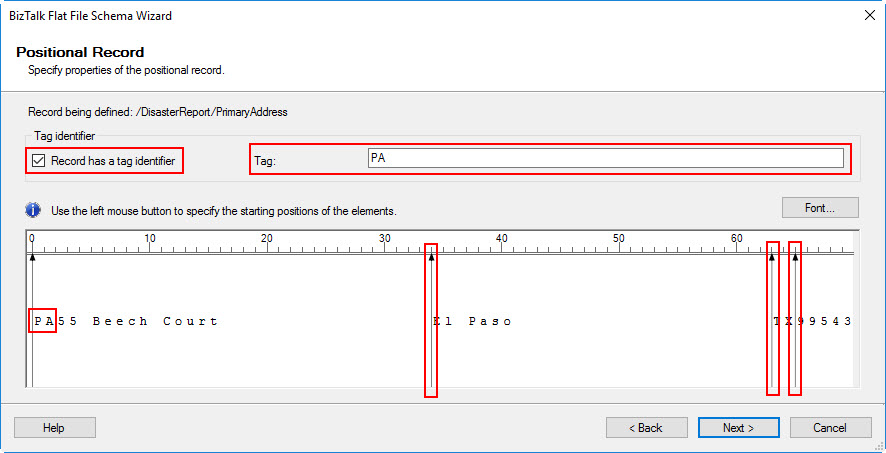 BizTalk Flat File Schema Wizard
Positional Record
Specify properties of the positional record.
Record being defined: /DisasterReport/PrimaryAddress
Tag identifier
Record has a tag identifier
Tag: PA
Use the left mouse button to specify the starting positions of the elements.
Font...
0 10 20 30 40 50 60
PA55 Beech Court El Paso TX99543
Help < Back Next > Cancel